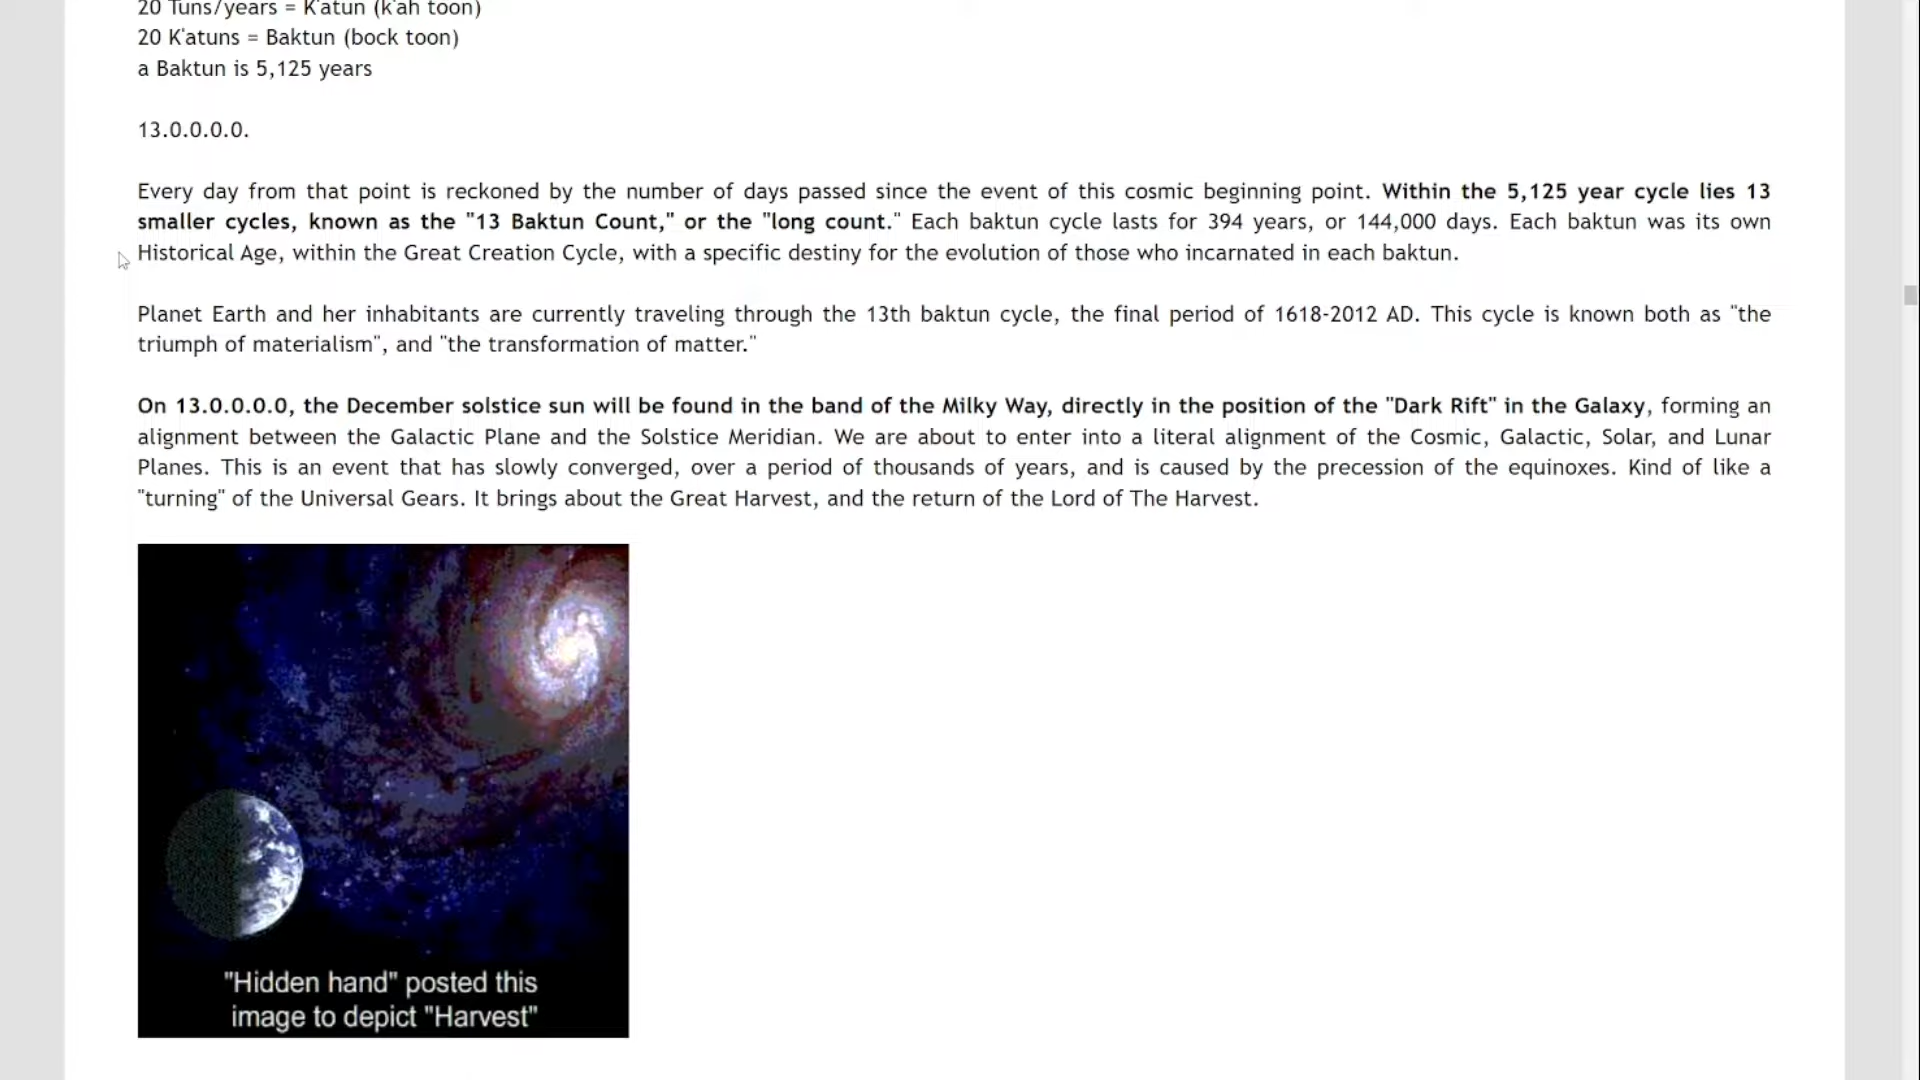 20 Tuns/years = K'atun (k'ah toon)
20 K'atuns = Baktun (bock toon)
a Baktun is 5,125 years
13.0.0.0.0.
Every day from that point is reckoned by the number of days passed since the event of this cosmic beginning point. Within the 5,125 year cycle lies 13
smaller cycles, known as the "13 Baktun Count," or the "long count." Each baktun cycle lasts for 394 years, or 144,000 days. Each baktun was its own
Historical Age, within the Great Creation Cycle, with a specific destiny for the evolution of those who incarnated in each baktun.
Planet Earth and her inhabitants are currently traveling through the 13th baktun cycle, the final period of 1618-2012 AD. This cycle is known both as "the
triumph of materialism", and "the transformation of matter."
On 13.0.0.0.0, the December solstice sun will be found in the band of the Milky Way, directly in the position of the "Dark Rift" in the Galaxy, forming an
alignment between the Galactic Plane and the Solstice Meridian. We are about to enter into a literal alignment of the Cosmic, Galactic, Solar, and Lunar
Planes. This is an event that has slowly converged, over a period of thousands of years, and is caused by the precession of the equinoxes. Kind of like a
"turning" of the Universal Gears. It brings about the Great Harvest, and the return of the Lord of The Harvest.
"Hidden hand" posted this
image to depict "Harvest"